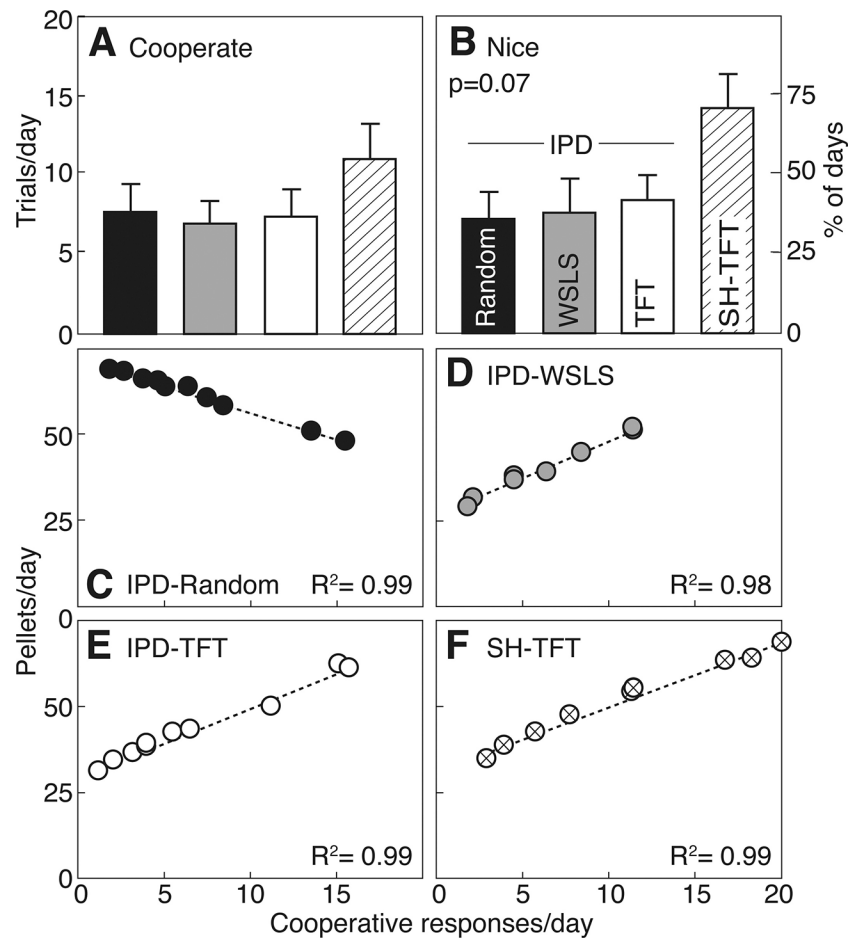 A Cooperate
B Nice
p=0.07
IPD
Random
WSLS
TFT
SH-TFT
Trials/day
20
15
10
5
0
% of days
75
50
25
0
C IPD-Random R²= 0.99
D IPD-WSLS
R²= 0.98
Pellets/day
50
25
0
E IPD-TFT
R²= 0.99
F SH-TFT
R²= 0.99
50
25
0
0 5 10 15 0 5 10 15 20
Cooperative responses/day